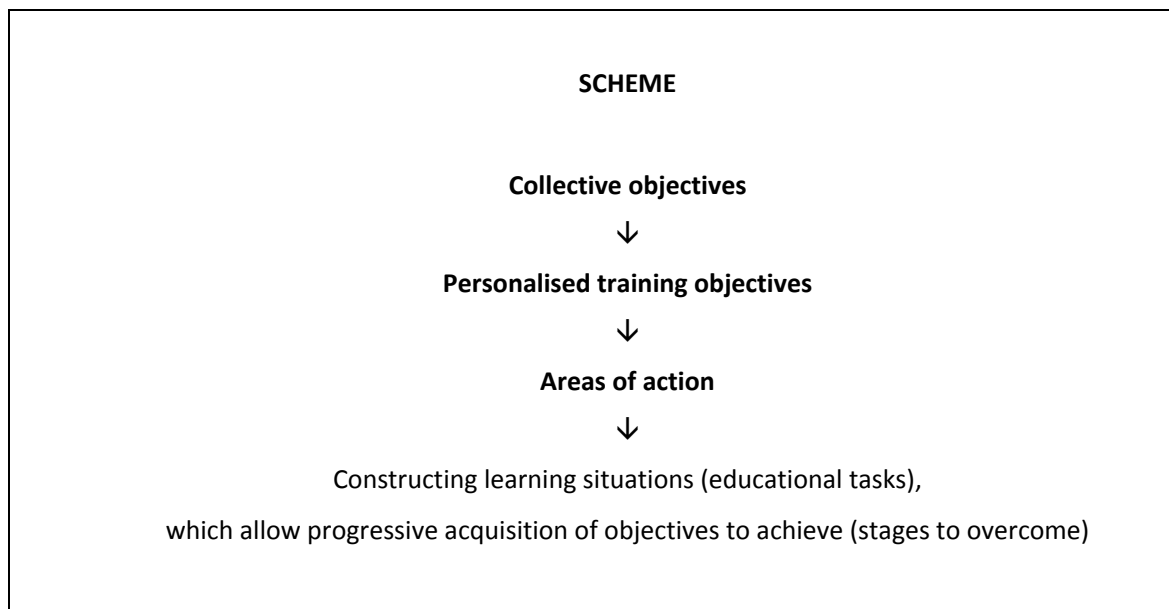 SCHEME
Collective objectives
↓
Personalised training objectives
↓
Areas of action
↓
Constructing learning situations (educational tasks),
which allow progressive acquisition of objectives to achieve (stages to overcome)